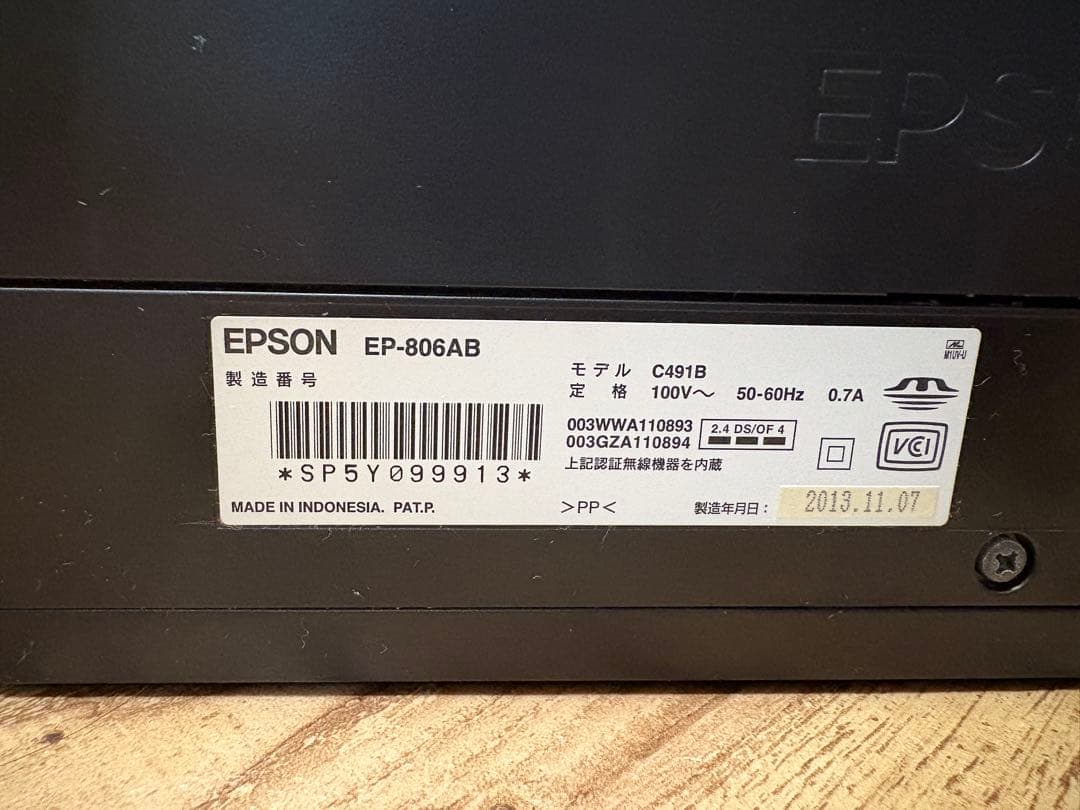 EPS
EPSON EP-806AB
製造番号
*SP5Y099913*
MADE IN INDONESIA. PAT.P.
モデル C491B
定格 100V～ 50-60Hz 0.7A
003WWA110893
003GZA110894
2.4 DS/OF 4
上記認証無線機器を内蔵
>PP<
製造年月日： 2013.11.07
M1UV-U
VCI